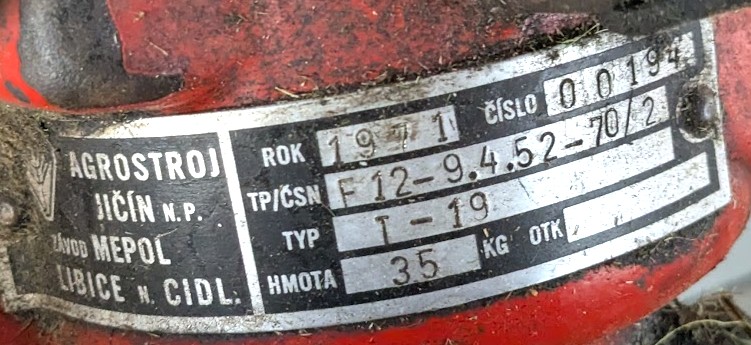 AGROSTROJ
JIČÍN N.P.
ZÁVOD MEPOL
LIBICE N. CIDL.
ROK 1971 ČÍSLO 00194
TP/ČSN F12-9.4.52-70/2
TYP T-19
HMOTA 35 KG OTK